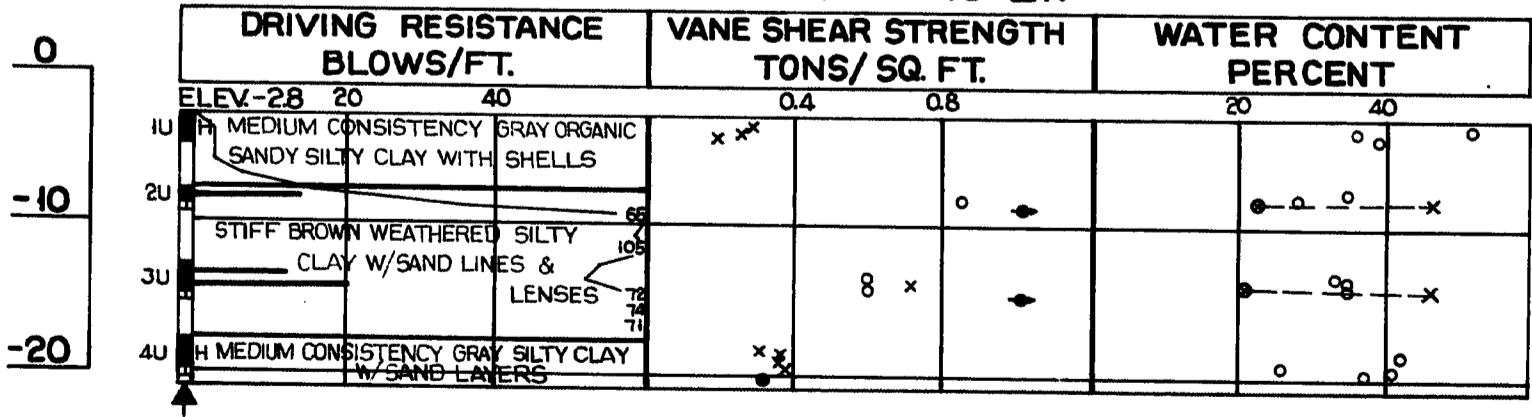 DRIVING RESISTANCE
BLOWS/FT.
VANE SHEAR STRENGTH
TONS/SQ. FT.
WATER CONTENT
PERCENT
0
ELEV.-2.8 20 40 0.4 0.8 20 40
1U H MEDIUM CONSISTENCY GRAY ORGANIC
SANDY SILTY CLAY WITH SHELLS
2U
-10
66
STIFF BROWN WEATHERED SILTY
105
CLAY W/SAND LINES &
3U
LENSES 72
74
71
-20
4U H MEDIUM CONSISTENCY GRAY SILTY CLAY
W/SAND LAYERS